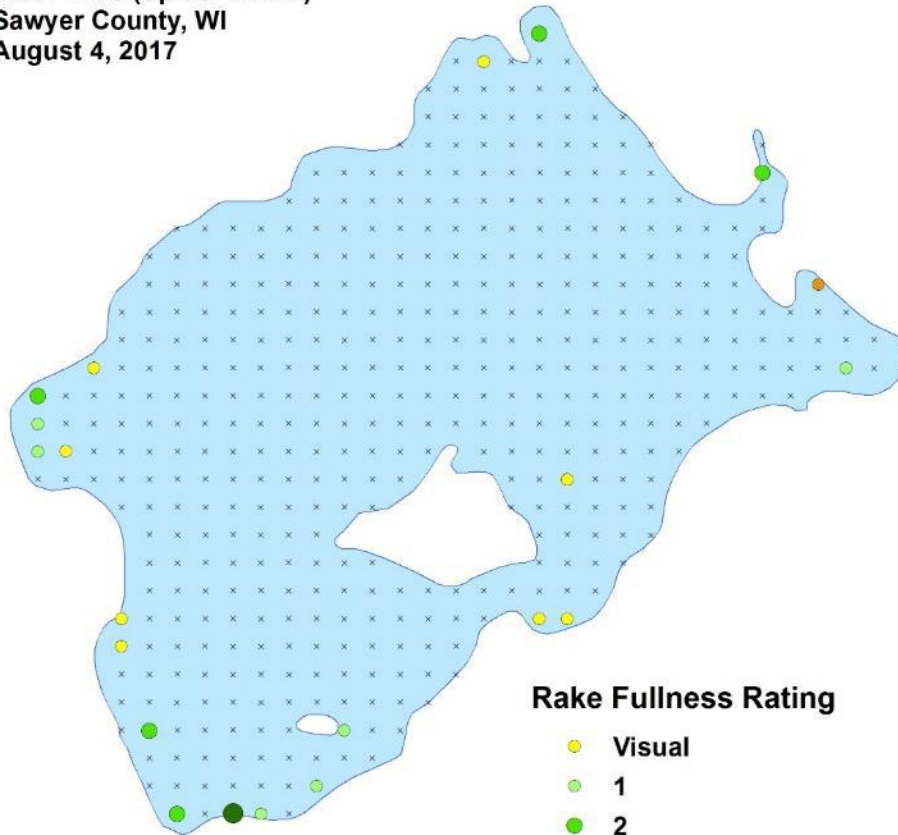 Sawyer County, WI
August 4, 2017
Rake Fullness Rating
Visual
1
2